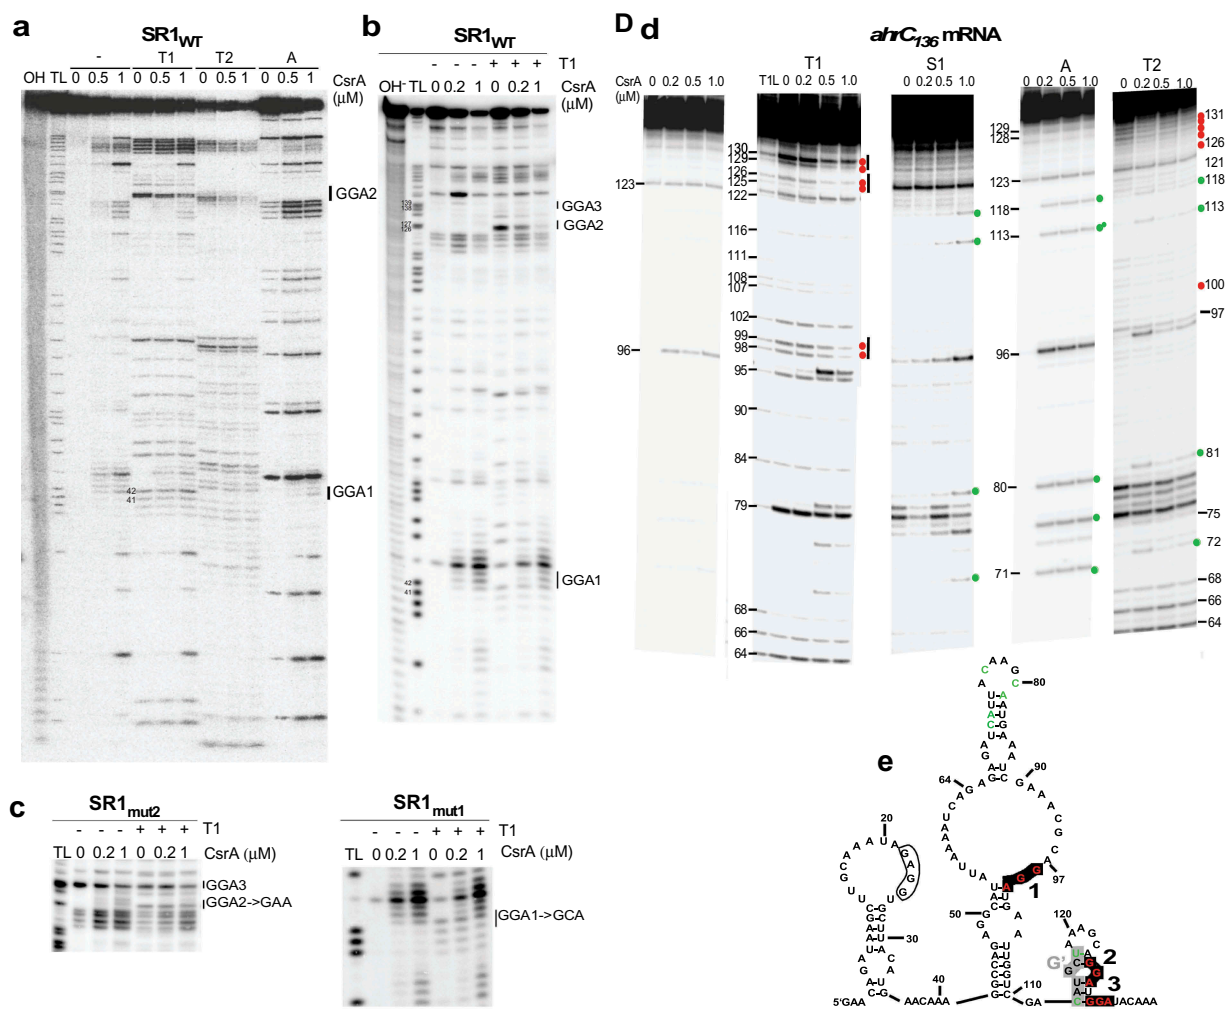 a
SR1WT
- T1 T2 A
OH TL 0 0.5 1 0 0.5 1 0 0.5 1 0 0.5 1 CsrA
(μM)
GGA2
42
41
GGA1
b
SR1WT
- - - + + + T1
OH- TL 0 0.2 1 0 0.2 1 CsrA
(μM)
139
138
GGA3
127
126
GGA2
42
41
GGA1
c
SR1mut2
- - - + + + T1
TL 0 0.2 1 0 0.2 1 CsrA (μM)
GGA3
GGA2->GAA
SR1mut1
- - - + + + T1
TL 0 0.2 1 0 0.2 1 CsrA (μM)
GGA1->GCA
D d
ahrC136 mRNA
T1 S1 A T2
CsrA
(μM)
0 0.2 0.5 1.0
T1L 0 0.2 0.5 1.0
0 0.2 0.5 1.0
0 0.2 0.5 1.0
0 0.2 0.5 1.0
123
96
130
129
126
125
122
116
111
108
107
102
99
98
95
90
84
79
68
66
64
129
128
123
118
113
96
80
71
131
126
121
118
113
100
97
81
75
72
68
66
64
e
20
30
40
50
64
80
90
97
110
120
1
2
3
G'
5'GAAC
AACAAA
GA
GGAUACAAA